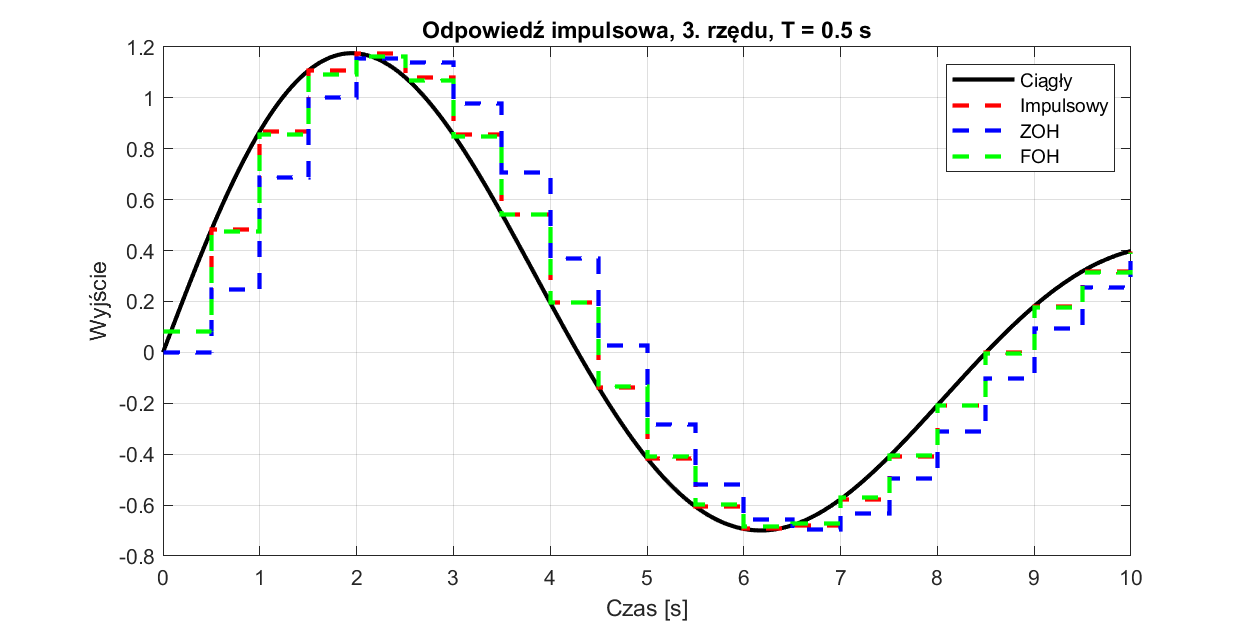 Odpowiedź impulsowa, 3. rzędu, T = 0.5 s
1.2
1
0.8
0.6
0.4
0.2
0
-0.2
-0.4
-0.6
-0.8
Wyjście
Ciągły
Impulsowy
ZOH
FOH
0 1 2 3 4 5 6 7 8 9 10
Czas [s]